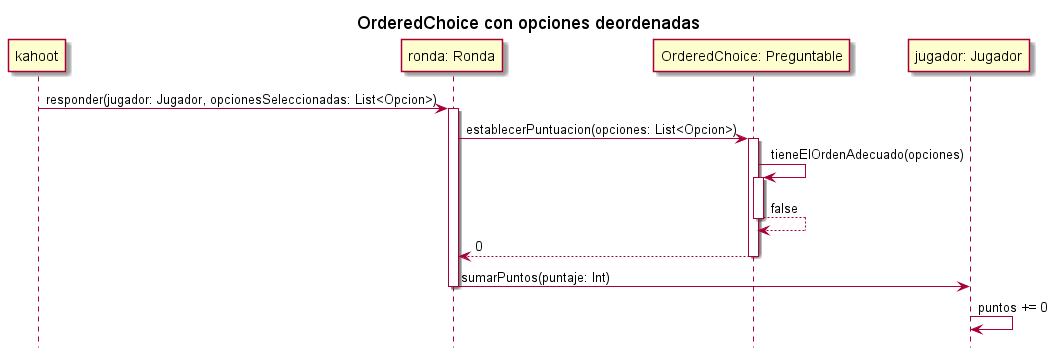 OrderedChoice con opciones deordenadas
kahoot
ronda: Ronda
OrderedChoice: Preguntable
jugador: Jugador
responder(jugador: Jugador, opcionesSeleccionadas: List<Opcion>)
establecerPuntuacion(opciones: List<Opcion>)
tieneElOrdenAdecuado(opciones)
false
0
sumarPuntos(puntaje: Int)
puntos += 0